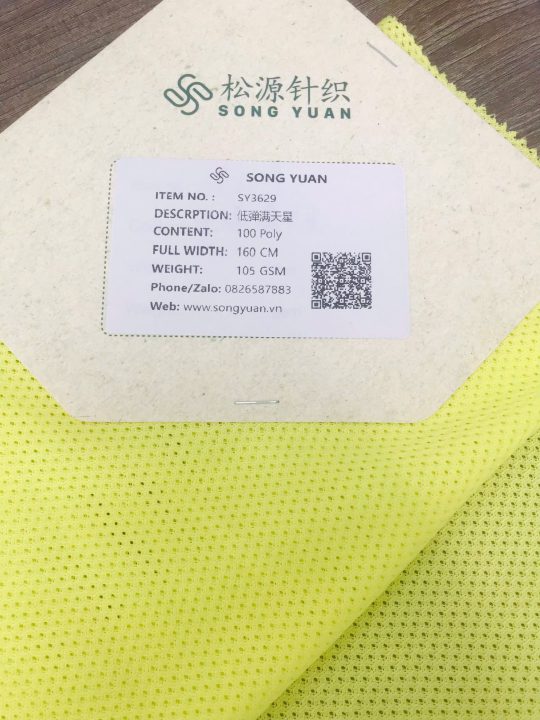 松源针织
SONG YUAN
SONG YUAN
ITEM NO. : SY3629
DESCRPTION: 低弹满天星
CONTENT: 100 Poly
FULL WIDTH: 160 CM
WEIGHT: 105 GSM
Phone/Zalo: 0826587883
Web: www.songyuan.vn